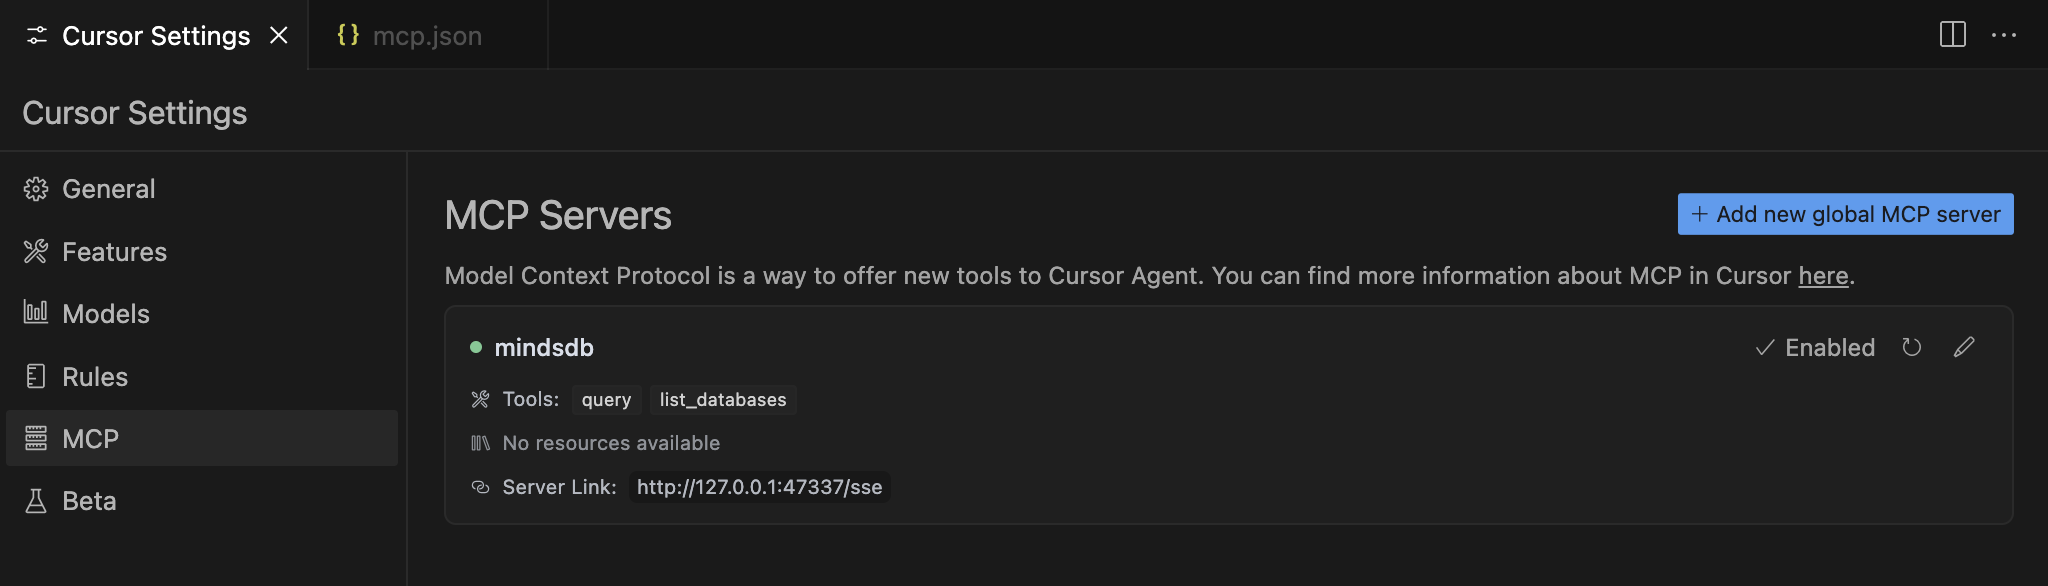 Cursor Settings
{} mcp.json
Cursor Settings
General
Features
Models
Rules
MCP
Beta
MCP Servers
+ Add new global MCP server
Model Context Protocol is a way to offer new tools to Cursor Agent. You can find more information about MCP in Cursor here.
mindsdb
Enabled
Tools: query list_databases
No resources available
Server Link: http://127.0.0.1:47337/sse